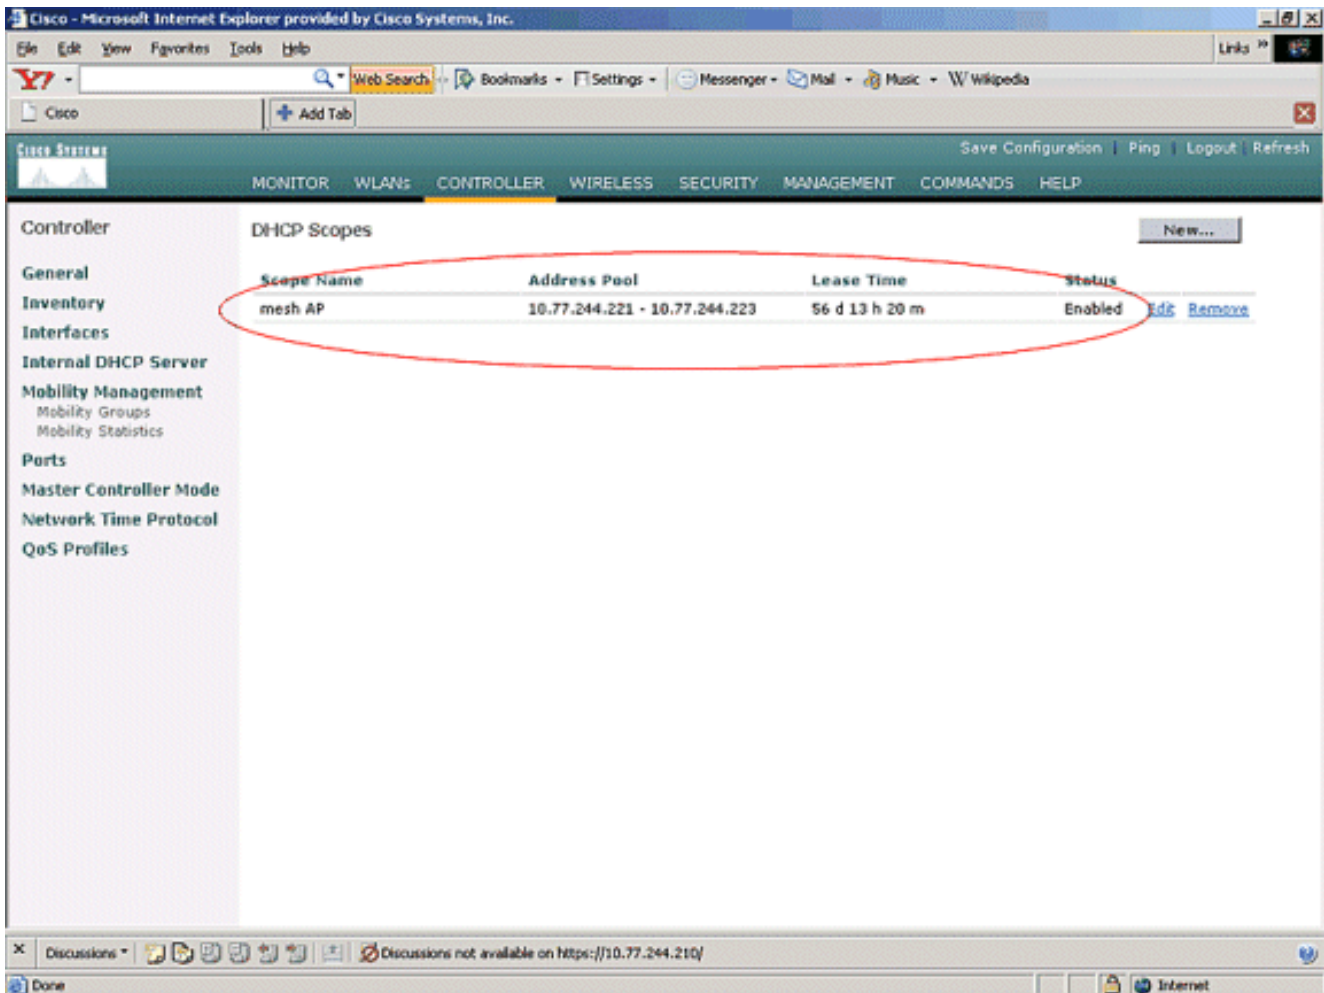 Cisco - Microsoft Internet Explorer provided by Cisco Systems, Inc.
File Edit View Favorites Tools Help Links »
Y? Web Search Bookmarks Settings Messenger Mail Music W Wikipedia
Cisco Add Tab
Cisco Systems
Save Configuration | Ping | Logout | Refresh
MONITOR WLANs CONTROLLER WIRELESS SECURITY MANAGEMENT COMMANDS HELP
Controller
General
Inventory
Interfaces
Internal DHCP Server
Mobility Management
Mobility Groups
Mobility Statistics
Ports
Master Controller Mode
Network Time Protocol
QoS Profiles
DHCP Scopes New...
Scope Name Address Pool Lease Time Status
mesh AP 10.77.244.221 - 10.77.244.223 56 d 13 h 20 m Enabled Edit Remove
Discussions Discussions not available on https://10.77.244.210/
Done Internet